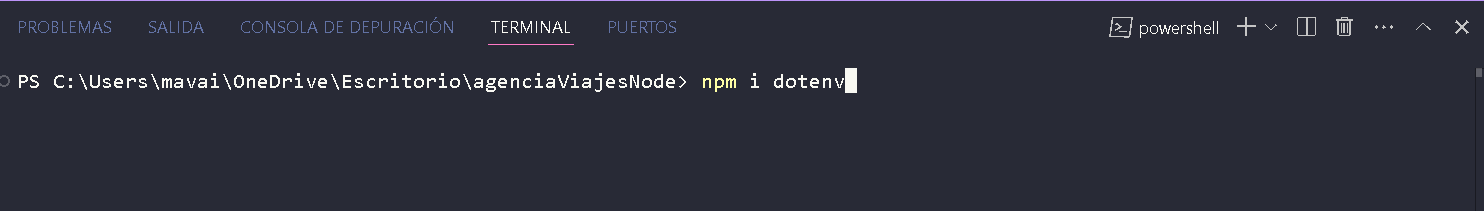 PROBLEMAS SALIDA CONSOLA DE DEPURACIÓN TERMINAL PUERTOS powershell
PS C:\Users\mavai\OneDrive\Escritorio\agenciaViajesNode> npm i dotenv